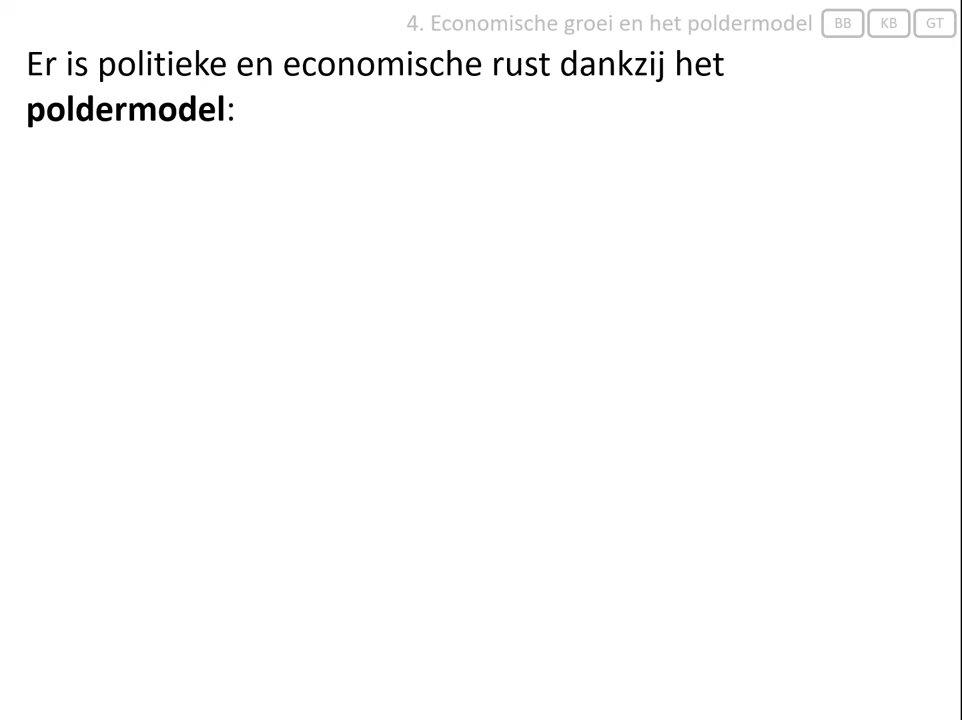 4. Economische groei en het poldermodel BB KB GT
Er is politieke en economische rust dankzij het
poldermodel: